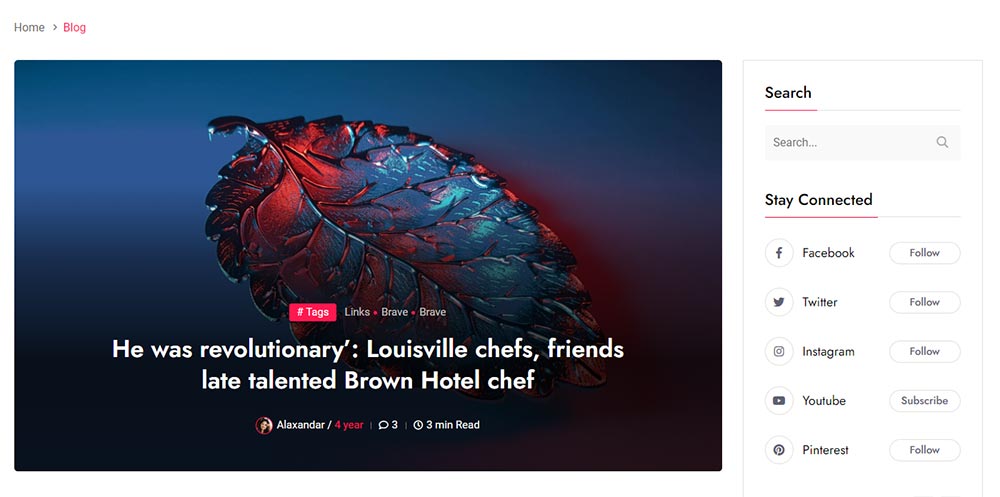 Home > Blog
# Tags Links • Brave • Brave
He was revolutionary’: Louisville chefs, friends
late talented Brown Hotel chef
Alaxandar / 4 year | 3 | 3 min Read
Search
Search...
Stay Connected
Facebook Follow
Twitter Follow
Instagram Follow
Youtube Subscribe
Pinterest Follow